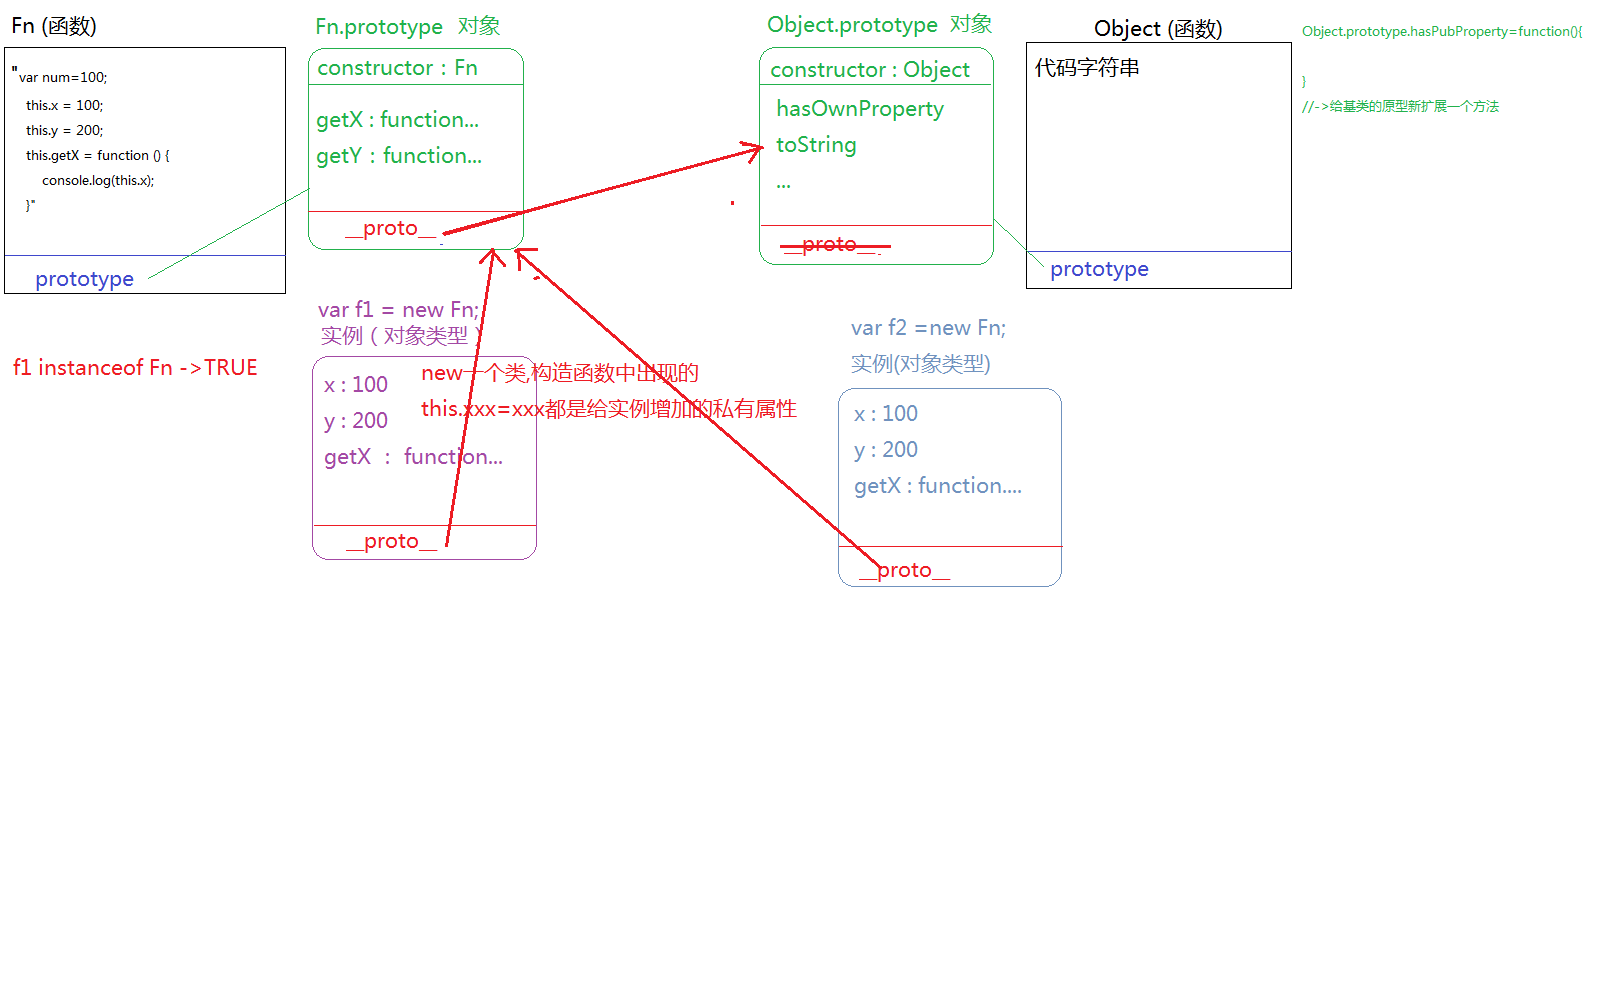 Fn (函数)
"var num=100;
this.x = 100;
this.y = 200;
this.getX = function () {
console.log(this.x);
}"
prototype
Fn.prototype 对象
constructor : Fn
getX : function...
getY : function...
__proto__
Object.prototype 对象
constructor : Object
hasOwnProperty
toString
...
__proto__
Object (函数)
代码字符串
prototype
Object.prototype.hasPubProperty=function(){
}
//->给基类的原型新扩展一个方法
f1 instanceof Fn ->TRUE
var f1 = new Fn;
实例 ( 对象类型 )
x : 100
y : 200
getX : function...
__proto__
new一个类,构造函数中出现的
this.xxx=xxx都是给实例增加的私有属性
var f2 =new Fn;
实例(对象类型)
x : 100
y : 200
getX : function....
__proto__